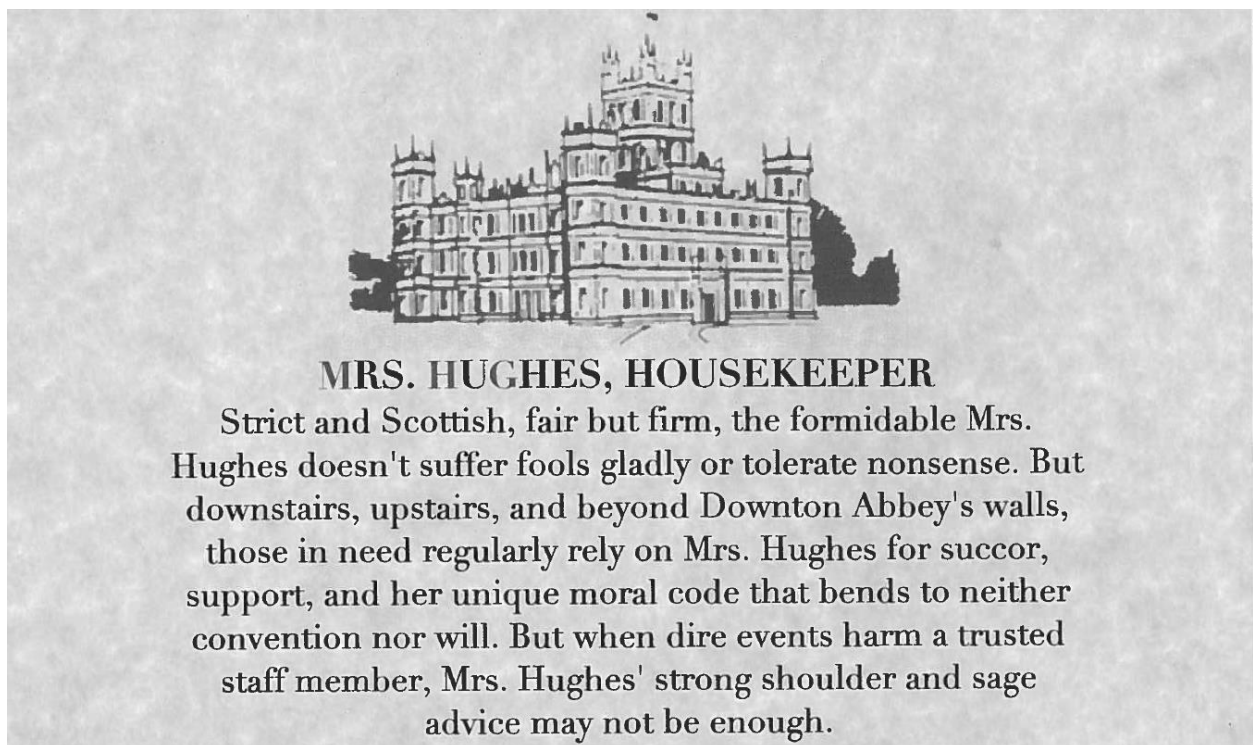 MRS. HUGHES, HOUSEKEEPER
Strict and Scottish, fair but firm, the formidable Mrs.
Hughes doesn't suffer fools gladly or tolerate nonsense. But
downstairs, upstairs, and beyond Downton Abbey's walls,
those in need regularly rely on Mrs. Hughes for succor,
support, and her unique moral code that bends to neither
convention nor will. But when dire events harm a trusted
staff member, Mrs. Hughes' strong shoulder and sage
advice may not be enough.